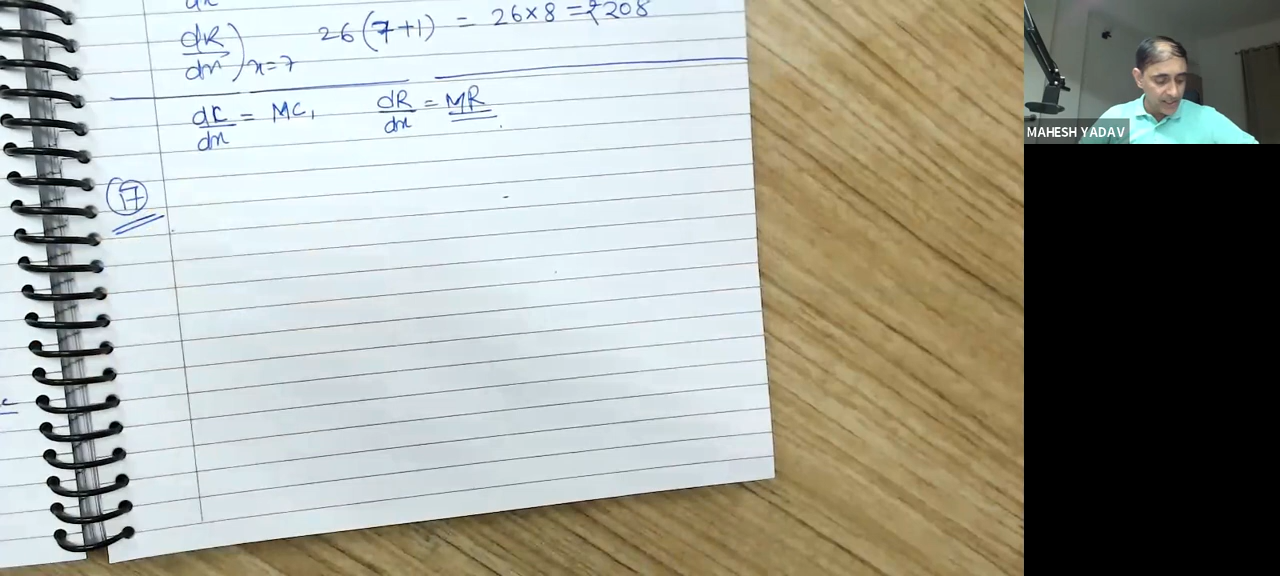 dR/dx)x=7 26(7+1) = 26×8 = ₹208
dC/dx = MC, dR/dx = MR
17
MAHESH YADAV